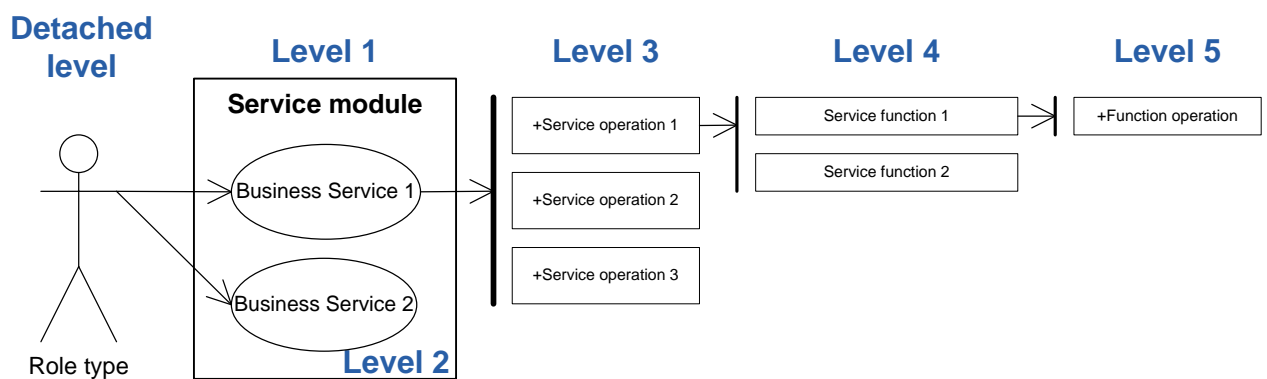 Detached
level
Level 1
Level 3
Level 4
Level 5
Service module
+Service operation 1
Service function 1
+Function operation
Service function 2
Business Service 1
+Service operation 2
+Service operation 3
Business Service 2
Level 2
Role type